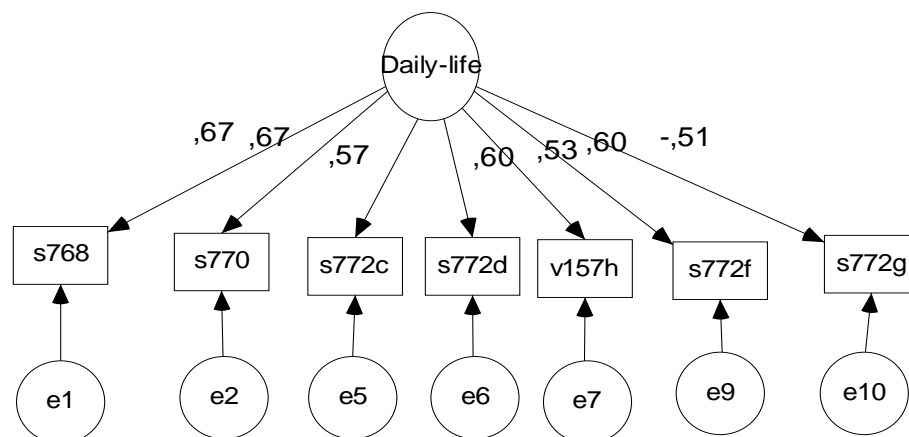 Daily-life
,67 ,67 ,57 ,60 ,53 ,60 -,51
s768 s770 s772c s772d v157h s772f s772g
e1 e2 e5 e6 e7 e9 e10